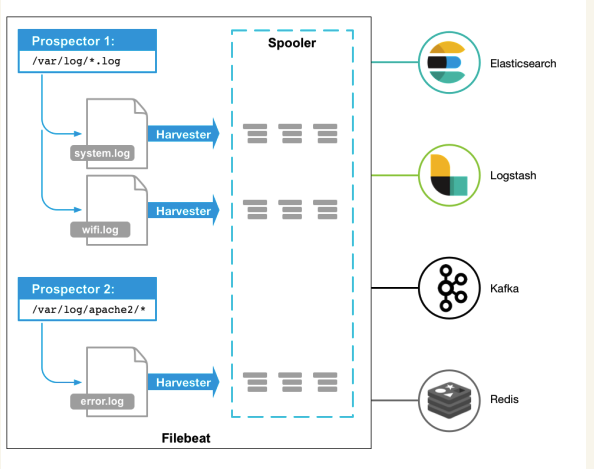 Prospector 1:
/var/log/*.log
Spooler
Elasticsearch
system.log
Harvester
Logstash
wifi.log
Harvester
Prospector 2:
/var/log/apache2/*
Kafka
error.log
Harvester
Redis
Filebeat